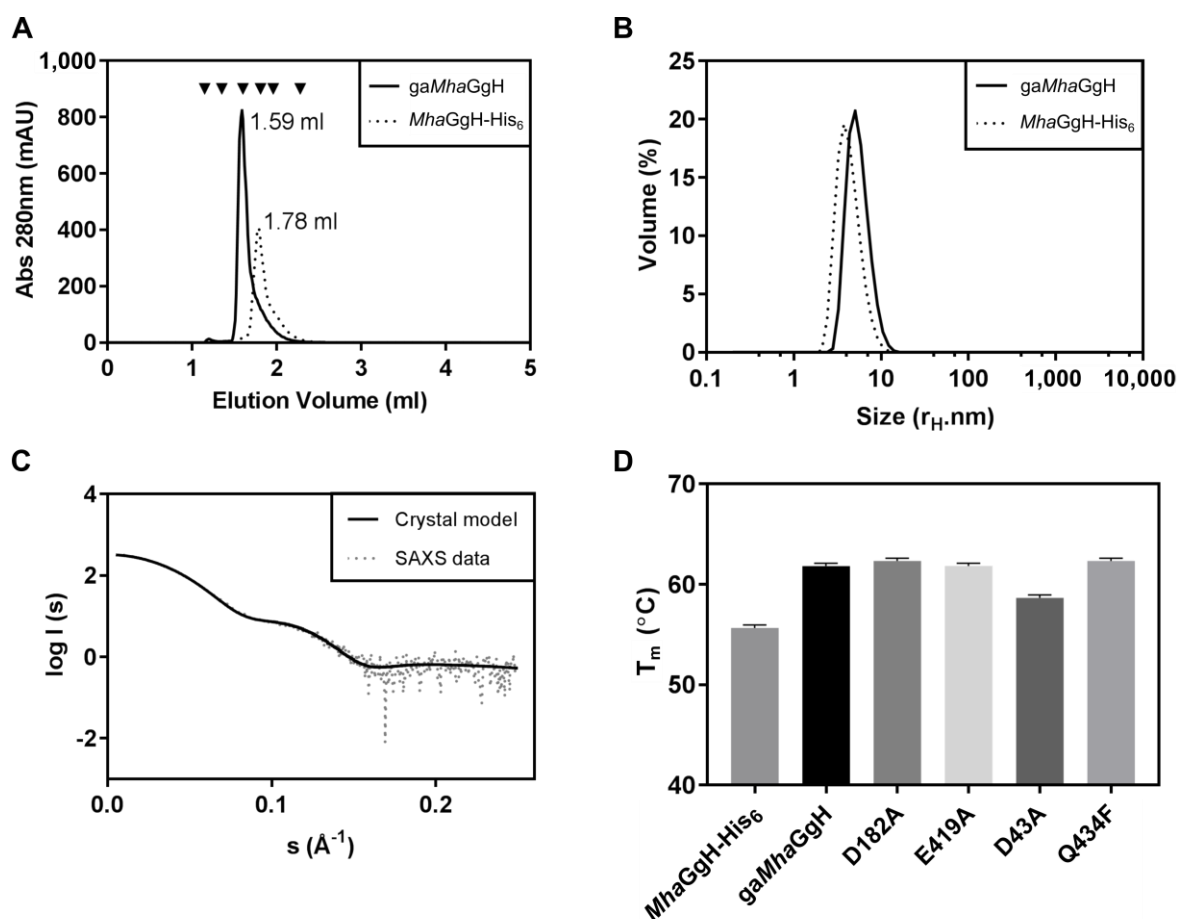 A
1,000
800
600
400
200
0
Abs 280nm (mAU)
gaMhaGgH
MhaGgH-His6
1.59 ml
1.78 ml
0 1 2 3 4 5
Elution Volume (ml)
B
25
20
15
10
5
0
Volume (%)
gaMhaGgH
MhaGgH-His6
0.1 1 10 100 1,000 10,000
Size (rH.nm)
C
4
2
0
-2
log I (s)
Crystal model
SAXS data
0.0 0.1 0.2
s (Å-1)
D
70
60
50
40
Tm (°C)
MhaGgH-His6
gaMhaGgH
D182A
E419A
D43A
Q434F